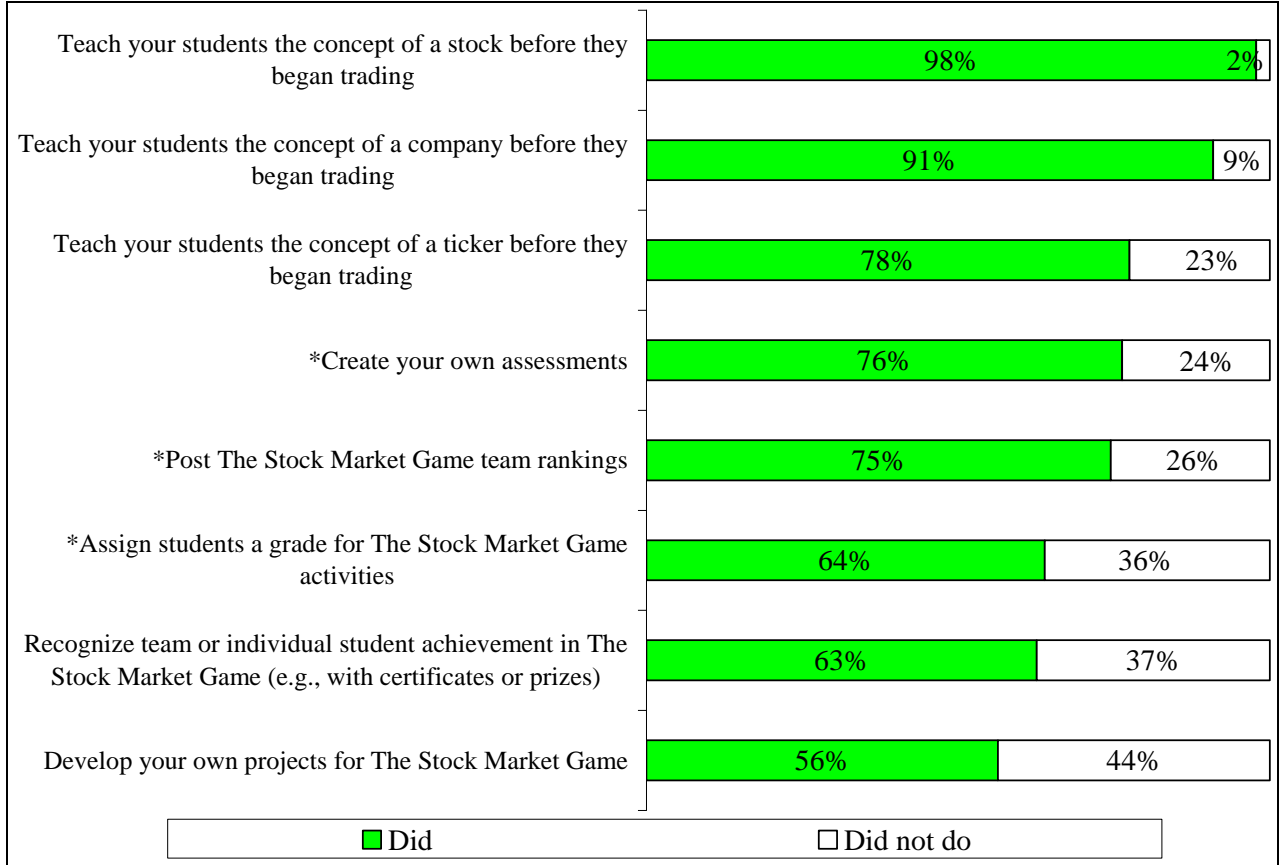 Teach your students the concept of a stock before they
began trading
98%
2%
Teach your students the concept of a company before they
began trading
91%
9%
Teach your students the concept of a ticker before they
began trading
78%
23%
*Create your own assessments
76%
24%
*Post The Stock Market Game team rankings
75%
26%
*Assign students a grade for The Stock Market Game
activities
64%
36%
Recognize team or individual student achievement in The
Stock Market Game (e.g., with certificates or prizes)
63%
37%
Develop your own projects for The Stock Market Game
56%
44%
Did
Did not do